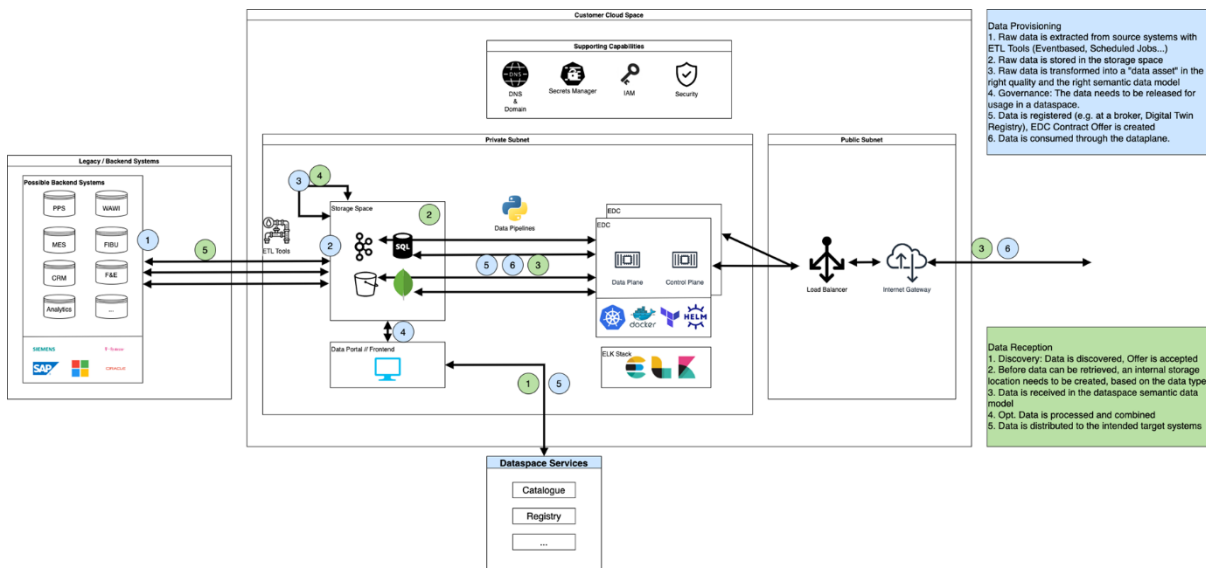 Customer Cloud Space
Supporting Capabilities
DNS
DNS
&
Domain
Secrets Manager
IAM
Security
Data Provisioning
1. Raw data is extracted from source systems with
ETL Tools (Eventbased, Scheduled Jobs...)
2. Raw data is stored in the storage space
3. Raw data is transformed into a "data asset" in the
right quality and the right semantic data model
4. Governance: The data needs to be released for
usage in a dataspace.
5. Data is registered (e.g. at a broker, Digital Twin
Registry), EDC Contract Offer is created
6. Data is consumed through the dataplane.
Legacy / Backend Systems
Possible Backend Systems
PPS
WAWI
MES
FIBU
CRM
F&E
Analytics
...
SIEMENS
SAP
ORACLE
1
5
Private Subnet
3
4
ETL Tools
Storage Space
2
2
SQL
Data Pipelines
5
6
3
4
Data Portal // Frontend
1
5
EDC
EDC
Data Plane
Control Plane
docker
HELM
ELK Stack
Public Subnet
Load Balancer
Internet Gateway
3
6
Data Reception
1. Discovery: Data is discovered, Offer is accepted
2. Before data can be retrieved, an internal storage
location needs to be created, based on the data type
3. Data is received in the dataspace semantic data
model
4. Opt. Data is processed and combined
5. Data is distributed to the intended target systems
Dataspace Services
Catalogue
Registry
...